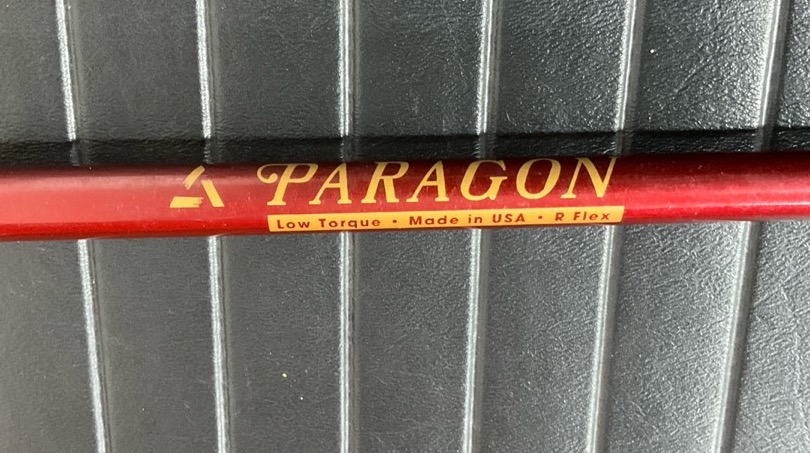 PARAGON
Low Torque • Made in USA • R Flex